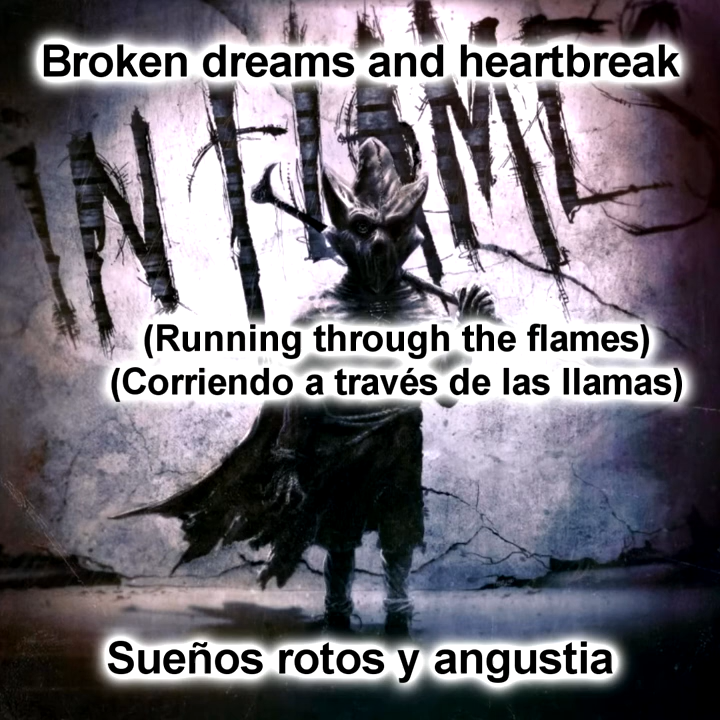 Broken dreams and heartbreak
IN FLAMES
(Running through the flames)
(Corriendo a través de las llamas)
Sueños rotos y angustia